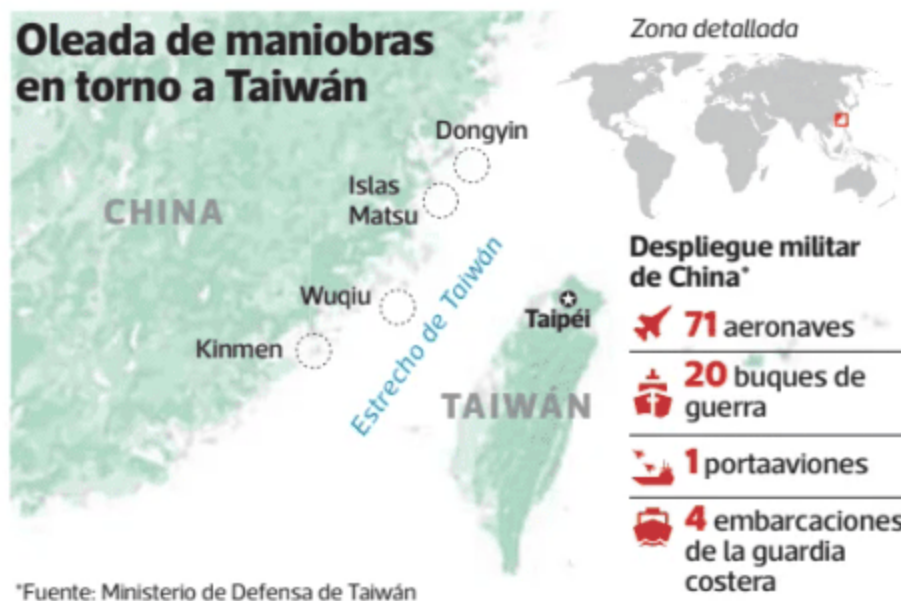 Oleada de maniobras
en torno a Taiwán
Zona detallada
Dongyin
Islas
Matsu
CHINA
Wuqiu
Kinmen
Estrecho de Taiwán
Taipéi
TAIWÁN
Despliegue militar
de China*
71 aeronaves
20 buques de
guerra
1 portaaviones
4 embarcaciones
de la guardia
costera
*Fuente: Ministerio de Defensa de Taiwán